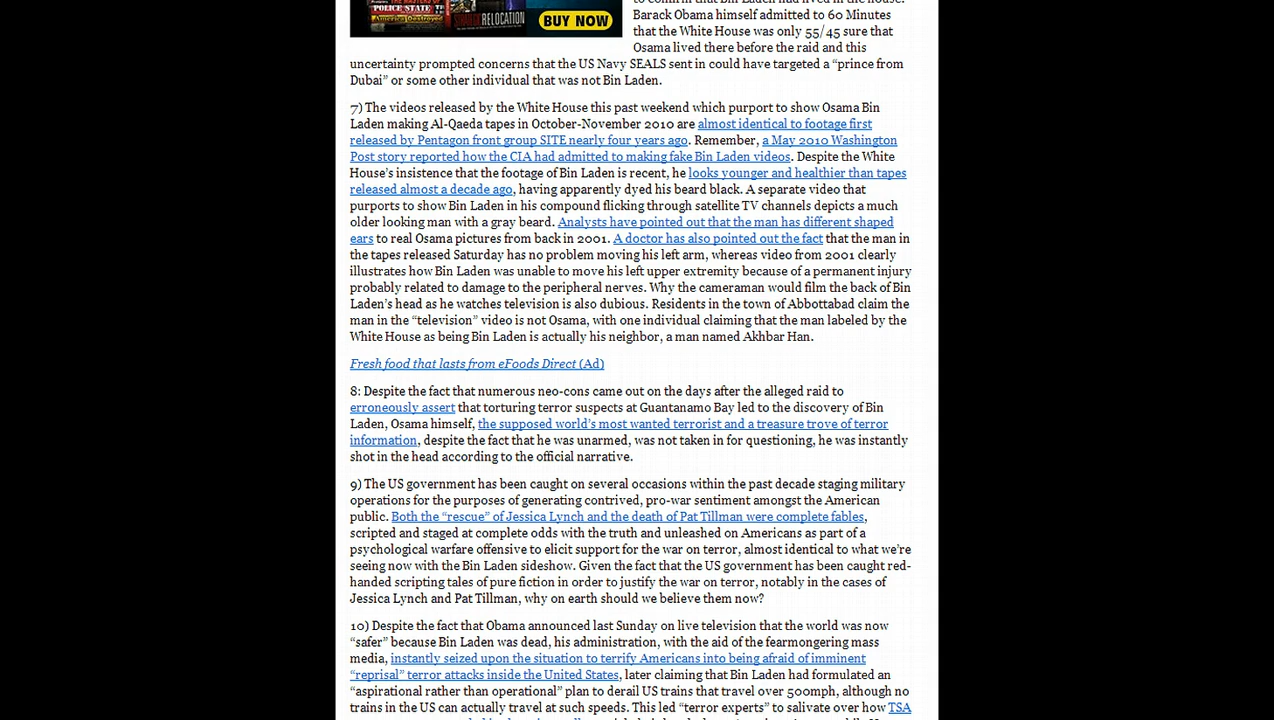 POLICE STATE
America Destroyed
STRATEGIC RELOCATION
BUY NOW
to confirm that Bin Laden had lived in the house.
Barack Obama himself admitted to 60 Minutes
that the White House was only 55/45 sure that
Osama lived there before the raid and this
uncertainty prompted concerns that the US Navy SEALS sent in could have targeted a “prince from
Dubai” or some other individual that was not Bin Laden.
7) The videos released by the White House this past weekend which purport to show Osama Bin
Laden making Al-Qaeda tapes in October-November 2010 are almost identical to footage first
released by Pentagon front group SITE nearly four years ago. Remember, a May 2010 Washington
Post story reported how the CIA had admitted to making fake Bin Laden videos. Despite the White
House’s insistence that the footage of Bin Laden is recent, he looks younger and healthier than tapes
released almost a decade ago, having apparently dyed his beard black. A separate video that
purports to show Bin Laden in his compound flicking through satellite TV channels depicts a much
older looking man with a gray beard. Analysts have pointed out that the man has different shaped
ears to real Osama pictures from back in 2001. A doctor has also pointed out the fact that the man in
the tapes released Saturday has no problem moving his left arm, whereas video from 2001 clearly
illustrates how Bin Laden was unable to move his left upper extremity because of a permanent injury
probably related to damage to the peripheral nerves. Why the cameraman would film the back of Bin
Laden’s head as he watches television is also dubious. Residents in the town of Abbottabad claim the
man in the “television” video is not Osama, with one individual claiming that the man labeled by the
White House as being Bin Laden is actually his neighbor, a man named Akhbar Han.
Fresh food that lasts from eFoods Direct (Ad)
8: Despite the fact that numerous neo-cons came out on the days after the alleged raid to
erroneously assert that torturing terror suspects at Guantanamo Bay led to the discovery of Bin
Laden, Osama himself, the supposed world’s most wanted terrorist and a treasure trove of terror
information, despite the fact that he was unarmed, was not taken in for questioning, he was instantly
shot in the head according to the official narrative.
9) The US government has been caught on several occasions within the past decade staging military
operations for the purposes of generating contrived, pro-war sentiment amongst the American
public. Both the “rescue” of Jessica Lynch and the death of Pat Tillman were complete fables,
scripted and staged at complete odds with the truth and unleashed on Americans as part of a
psychological warfare offensive to elicit support for the war on terror, almost identical to what we’re
seeing now with the Bin Laden sideshow. Given the fact that the US government has been caught red-
handed scripting tales of pure fiction in order to justify the war on terror, notably in the cases of
Jessica Lynch and Pat Tillman, why on earth should we believe them now?
10) Despite the fact that Obama announced last Sunday on live television that the world was now
“safer” because Bin Laden was dead, his administration, with the aid of the fearmongering mass
media, instantly seized upon the situation to terrify Americans into being afraid of imminent
“reprisal” terror attacks inside the United States, later claiming that Bin Laden had formulated an
“aspirational rather than operational” plan to derail US trains that travel over 500mph, although no
trains in the US can actually travel at such speeds. This led “terror experts” to salivate over how TSA